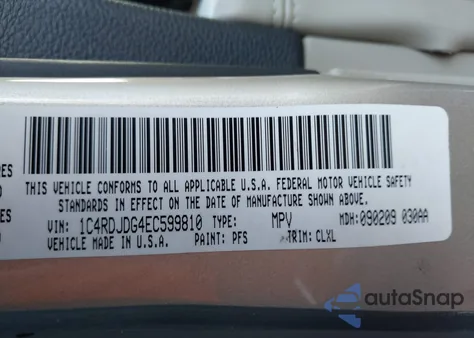 THIS VEHICLE CONFORMS TO ALL APPLICABLE U.S.A. FEDERAL MOTOR VEHICLE SAFETY
STANDARDS IN EFFECT ON THE DATE OF MANUFACTURE SHOWN ABOVE.
VIN: 1C4RDJDG4EC599810 TYPE: MPV MDH: 090209 030AA
VEHICLE MADE IN U.S.A. PAINT: PFS TRIM: CLXL
RES
autoSnap